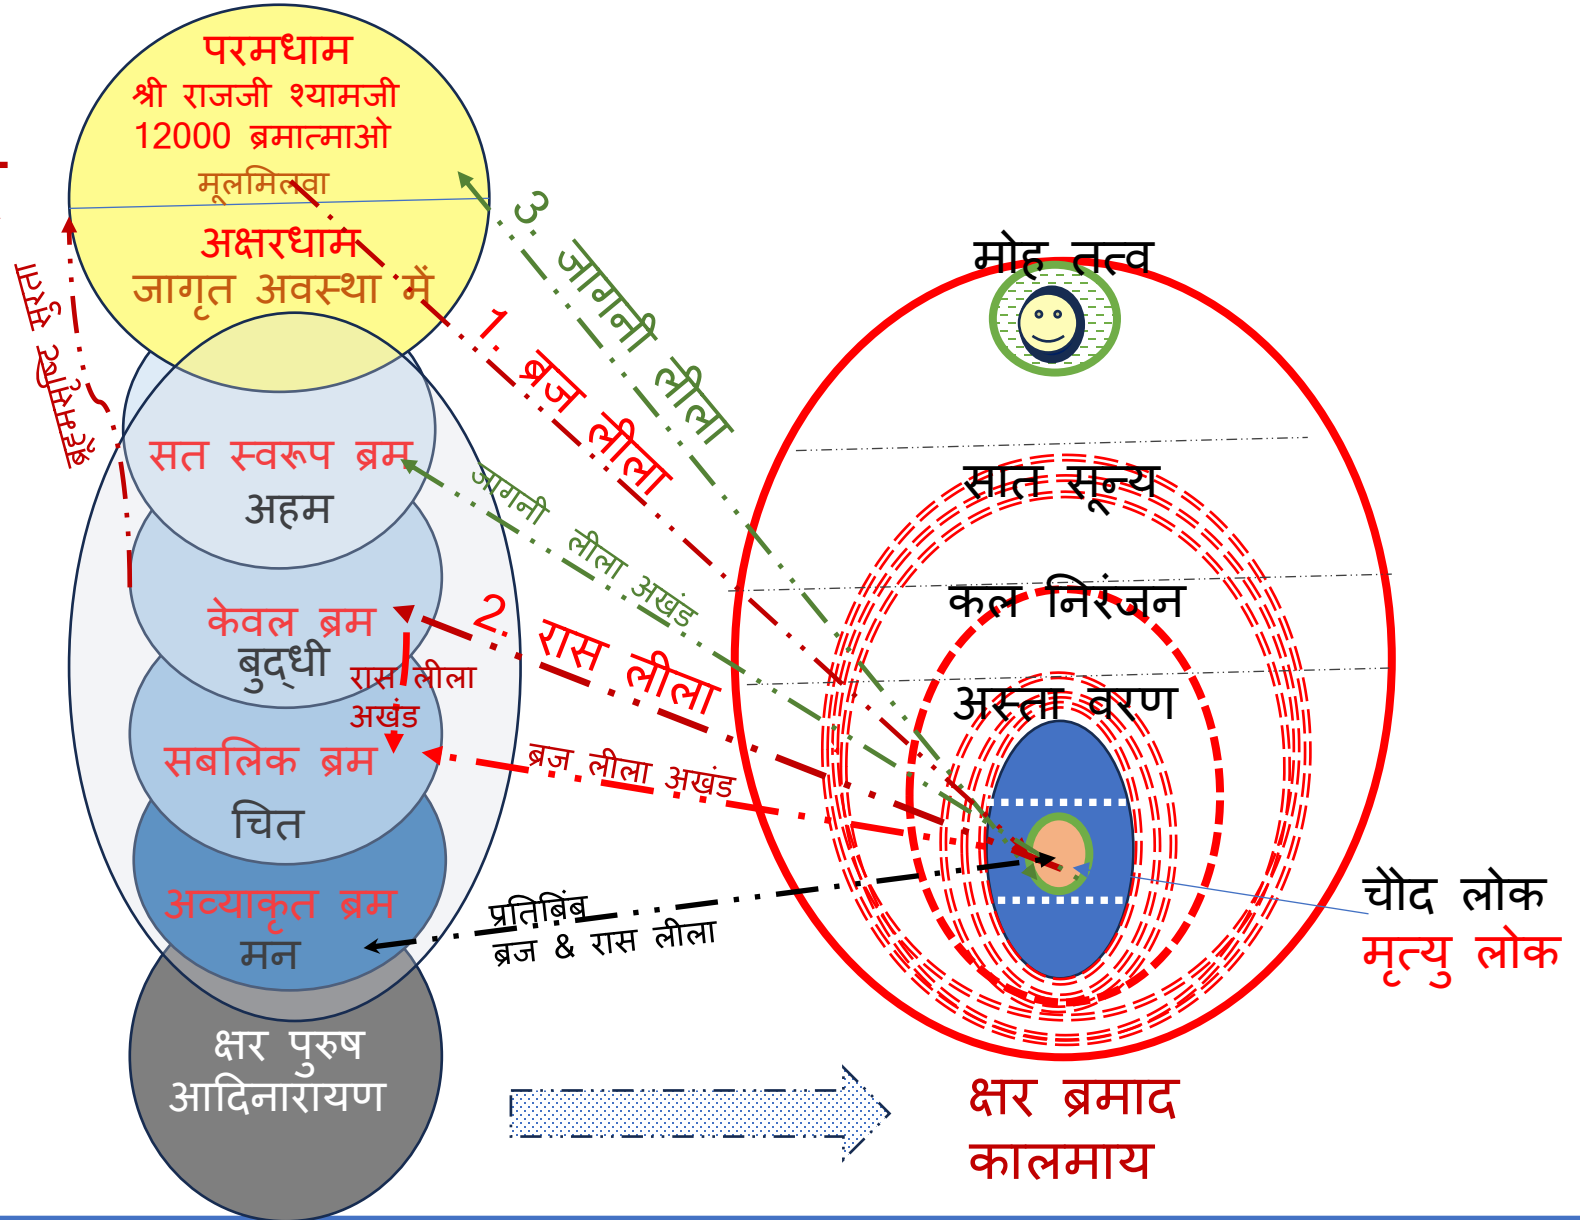 परमधाम
श्री राजजी श्यामजी
12000 ब्रमात्माओ
मूलमिलवा
अक्षरधाम
जागृत अवस्था में
सुरता
3. जागनी लीला
1. ब्रज लीला
सत स्वरूप ब्रम
अहम
जागनी लीला अखंड
केवल ब्रम
बुद्धी
2. रास लीला
रास लीला
अखंड
सबलिक ब्रम
चित
ब्रज लीला अखंड
अव्याकृत ब्रम
मन
प्रतिबिंब
ब्रज & रास लीला
क्षर पुरुष
आदिनारायण
मोह तत्व
सात सून्य
कल निरंजन
अस्ता वरण
चौद लोक
मृत्यु लोक
क्षर ब्रमाद
कालमाय